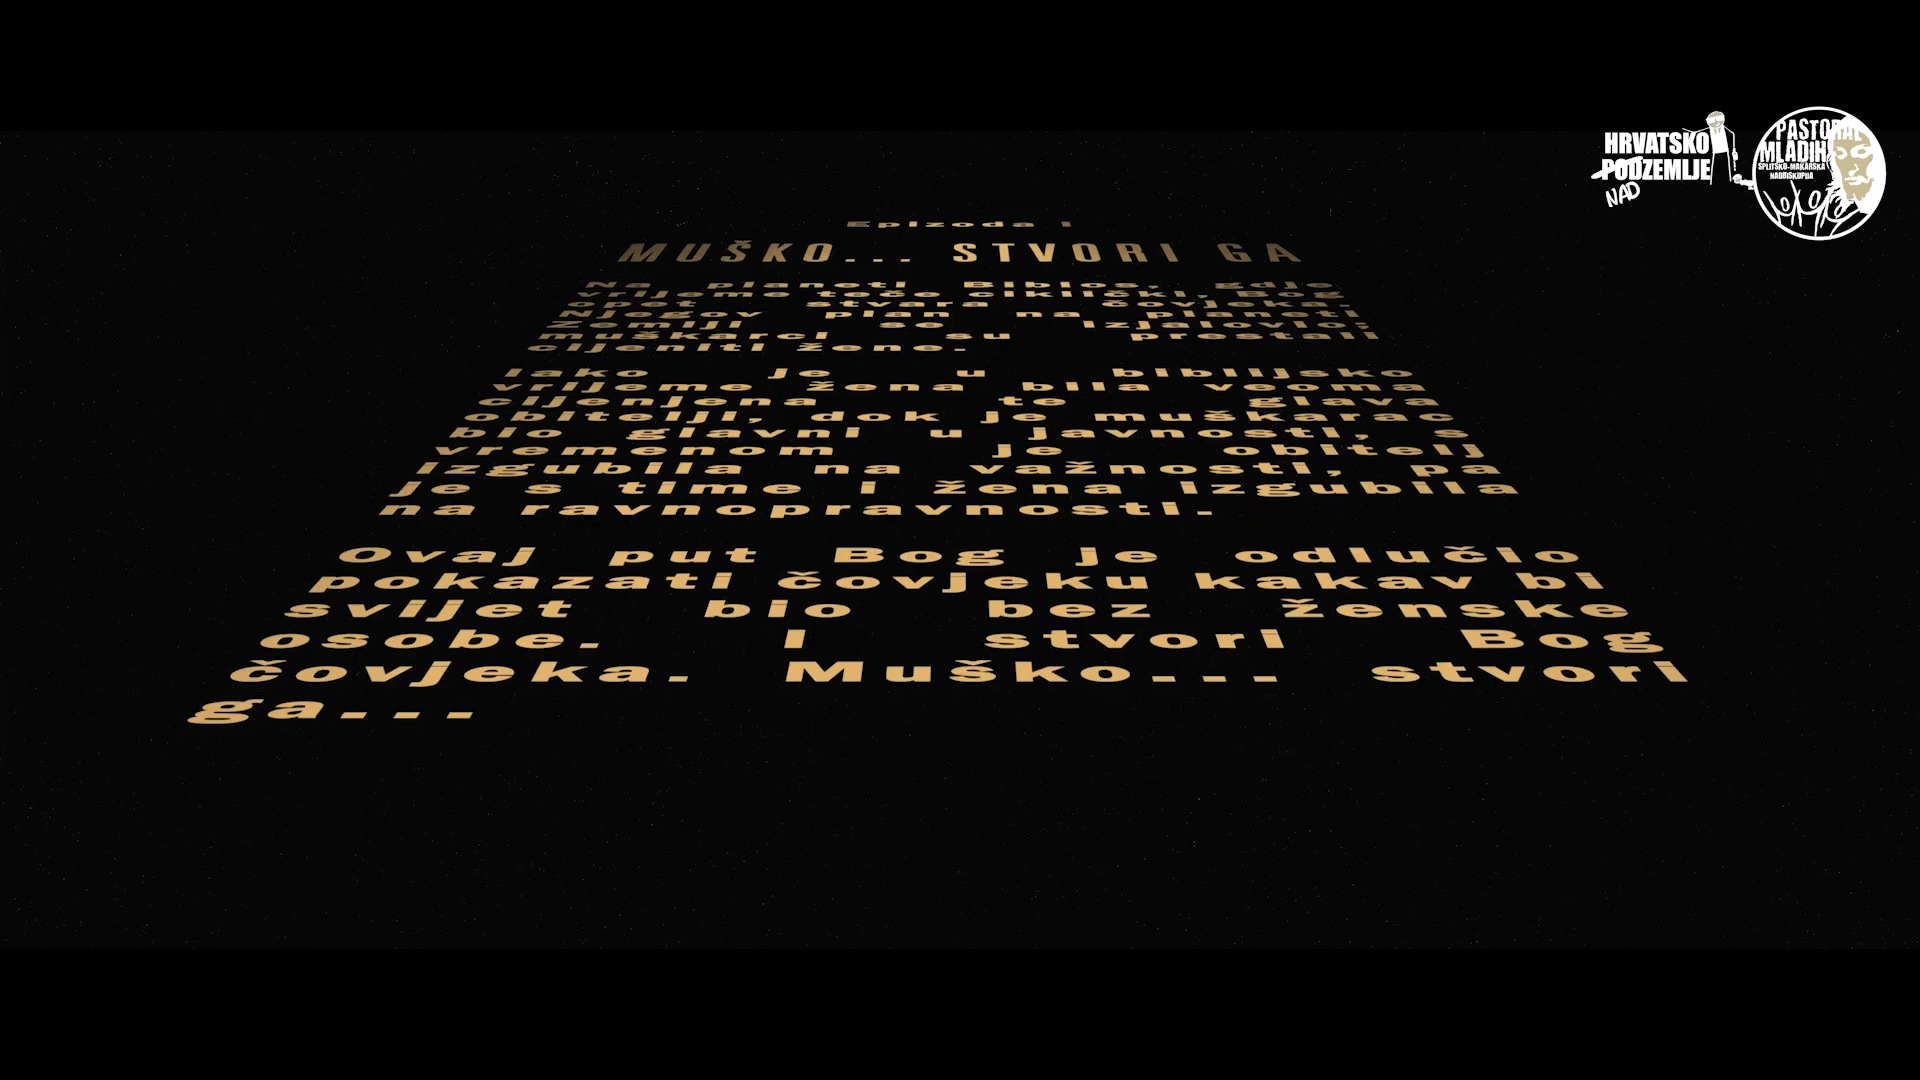 HRVATSKO
PODZEMLJE
NAD
PASTORAL
MLADIH
SPLITSKO-MAKARSKA
NADBISKUPIJA
Epizoda I
MUŠKO... STVORI GA
Na planeti Biblos, gdje
vrijeme teče ciklički, Bog
opet stvara čovjeka.
Njegov plan na planeti
Zemlji se izjalovio;
muškarci su prestali
cijeniti žene.
Iako je u biblijsko
vrijeme žena bila veoma
cijenjena te glava
obitelji, dok je muškarac
bio glavni u javnosti, s
vremenom je obitelj
izgubila na važnosti, pa
je s time i žena izgubila
na ravnopravnosti.
Ovaj put Bog je odlučio
pokazati čovjeku kakav bi
svijet bio bez ženske
osobe. I stvori Bog
čovjeka. Muško... stvori
ga...